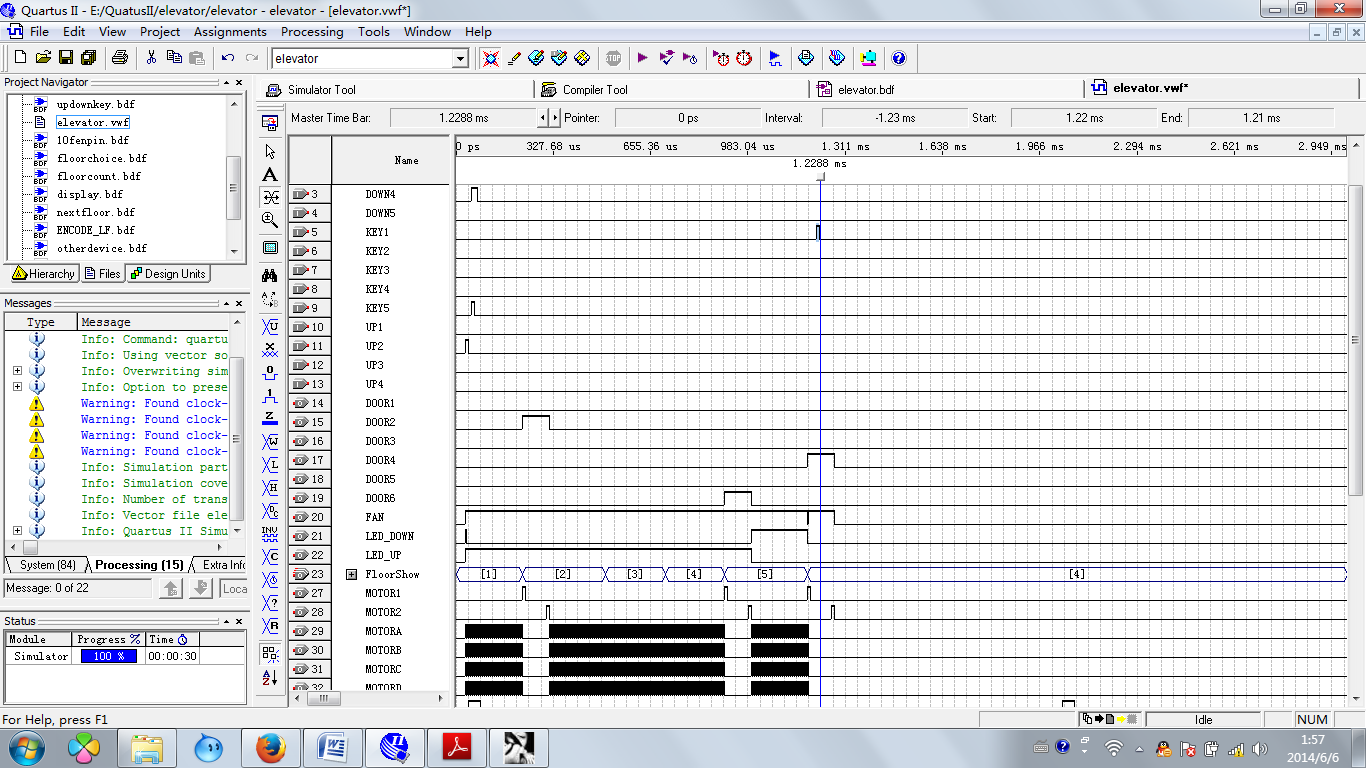 Quartus II - E:/QuatusII/elevator/elevator - elevator - [elevator.vwf*]
File Edit View Project Assignments Processing Tools Window Help
elevator
STOP
Project Navigator
updownkey.bdf
elevator.vwf
10fenpin.bdf
floorchoice.bdf
floorcount.bdf
display.bdf
nextfloor.bdf
ENCODE_LF.bdf
otherdevice.bdf
Hierarchy Files Design Units
Messages
Type Message
Info: Command: quartu
Info: Using vector so
Info: Overwriting sim
Info: Option to prese
Warning: Found clock-
Warning: Found clock-
Warning: Found clock-
Warning: Found clock-
Info: Simulation part
Info: Simulation cove
Info: Number of trans
Info: Vector file ele
Info: Quartus II Simu
System (84) Processing (15) Extra Info
Message: 0 of 22 Loca
Status
Module Progress % Time
Simulator 100 % 00:00:30
Simulator Tool Compiler Tool elevator.bdf elevator.vwf*
Master Time Bar: 1.2288 ms Pointer: 0 ps Interval: -1.23 ms Start: 1.22 ms End: 1.21 ms
Name
0 ps 327.68 us 655.36 us 983.04 us 1.311 ms 1.638 ms 1.966 ms 2.294 ms 2.621 ms 2.949 ms
1.2288 ms
3 DOWN4
4 DOWN5
5 KEY1
6 KEY2
7 KEY3
8 KEY4
9 KEY5
10 UP1
11 UP2
12 UP3
13 UP4
14 DOOR1
15 DOOR2
16 DOOR3
17 DOOR4
18 DOOR5
19 DOOR6
20 FAN
21 LED_DOWN
22 LED_UP
23 FloorShow [1] [2] [3] [4] [5] [4]
27 MOTOR1
28 MOTOR2
29 MOTORA
30 MOTORB
31 MOTORC
32 MOTORD
For Help, press F1
Idle NUM
1:57
2014/6/6